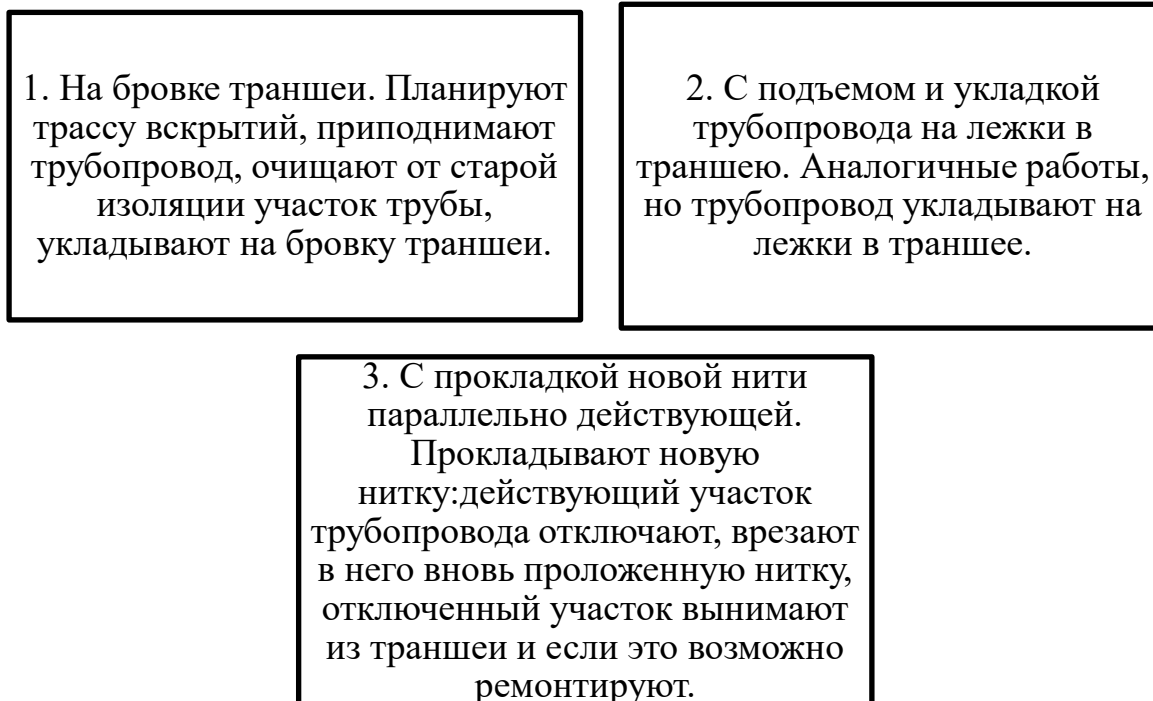 1. На бровке траншеи. Планируют
трассу вскрытий, приподнимают
трубопровод, очищают от старой
изоляции участок трубы,
укладывают на бровку траншеи.
2. С подъемом и укладкой
трубопровода на лежки в
траншею. Аналогичные работы,
но трубопровод укладывают на
лежки в траншее.
3. С прокладкой новой нити
параллельно действующей.
Прокладывают новую
нитку:действующий участок
трубопровода отключают, врезают
в него вновь проложенную нитку,
отключенный участок вынимают
из траншеи и если это возможно
ремонтируют.